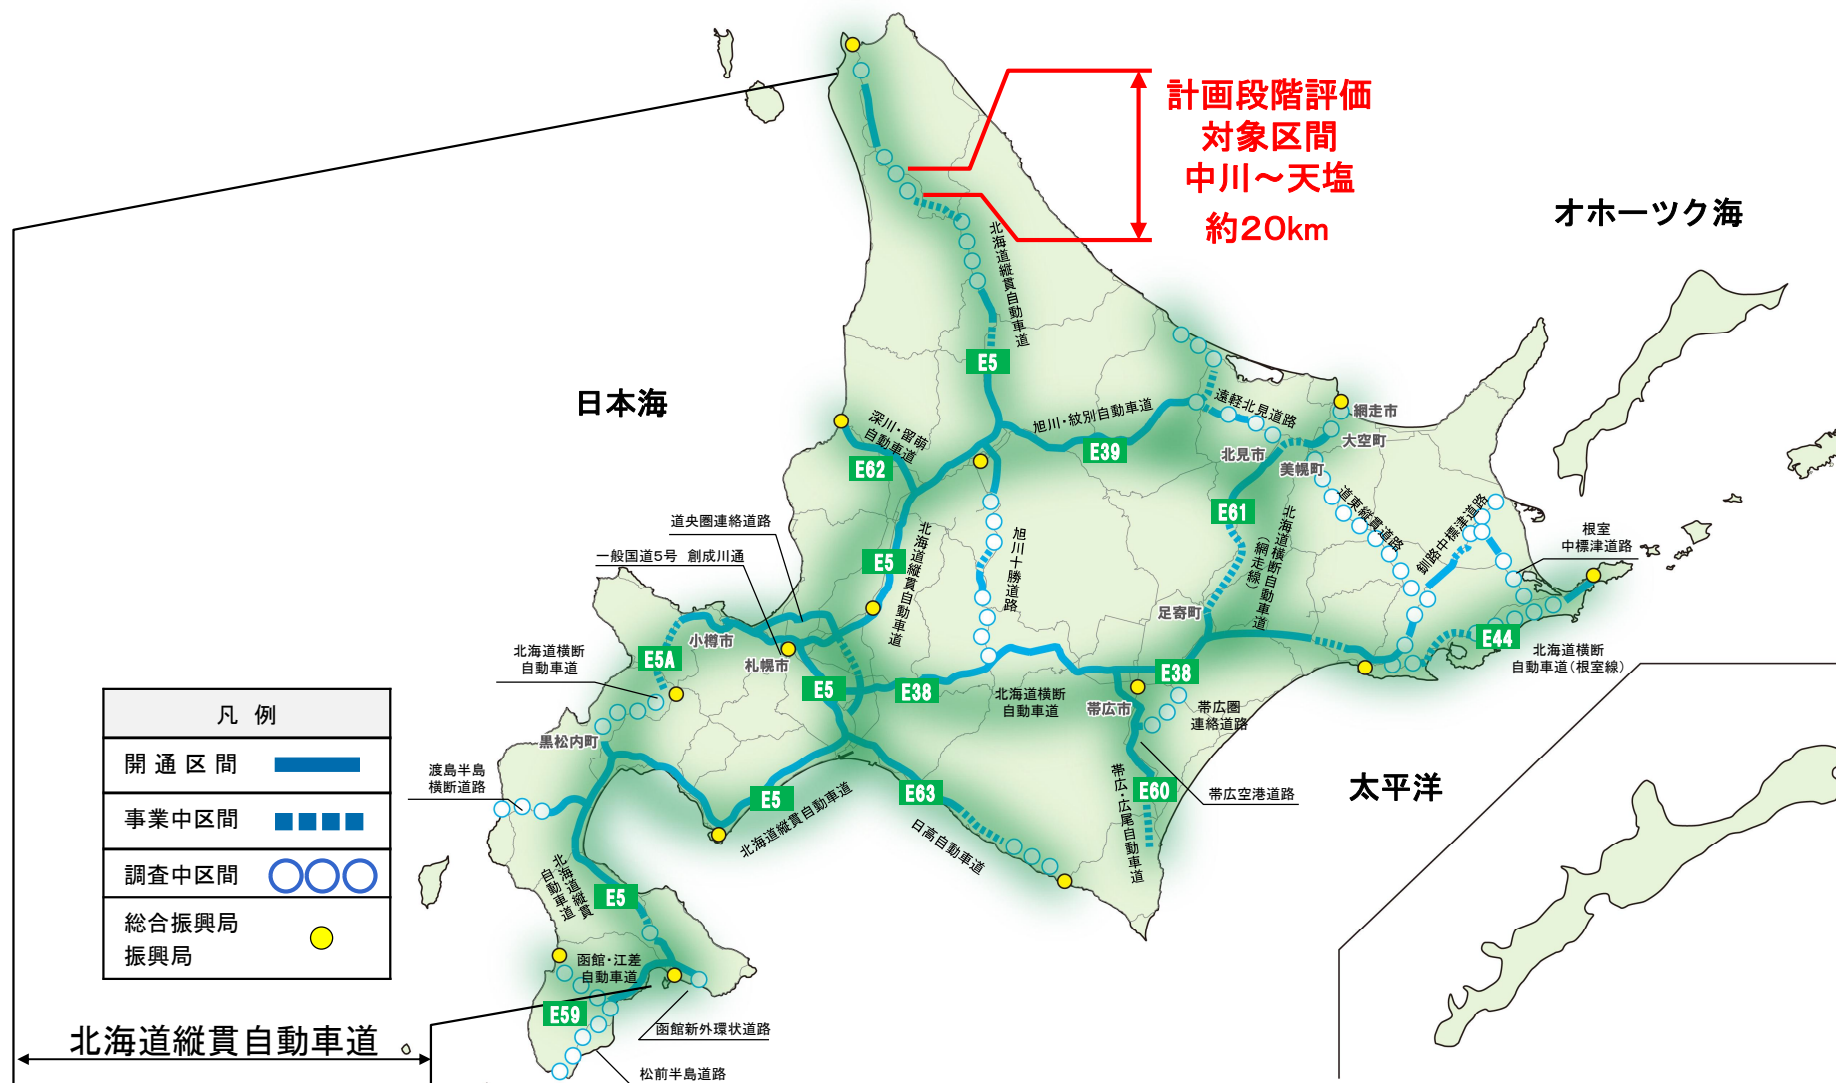 計画段階評価
対象区間
中川～天塩
約20km
オホーツク海
日本海
太平洋
北海道縦貫自動車道
E5
旭川・紋別自動車道
E39
遠軽北見道路
網走市
大空町
北見市
美幌町
深川・留萌
自動車道
E62
E61
北海道横断自動車道
（網走線）
道東縦貫道路
釧路中標津道路
根室
中標津道路
道央圏連絡道路
一般国道5号 創成川通
E5
北海道縦貫自動車道
旭川十勝道路
足寄町
小樽市
札幌市
E5A
北海道横断
自動車道
E5
E38
北海道横断
自動車道
E38
帯広市
帯広圏
連絡道路
E44
北海道横断
自動車道（根室線）
黒松内町
渡島半島
横断道路
E5
北海道縦貫自動車道
E63
日高自動車道
帯広・広尾自動車道
E60
帯広空港道路
北海道縦貫
自動車道
E5
函館・江差
自動車道
E59
函館新外環状道路
松前半島道路
凡 例
開通区間
事業中区間
調査中区間
総合振興局
振興局
北海道縦貫自動車道